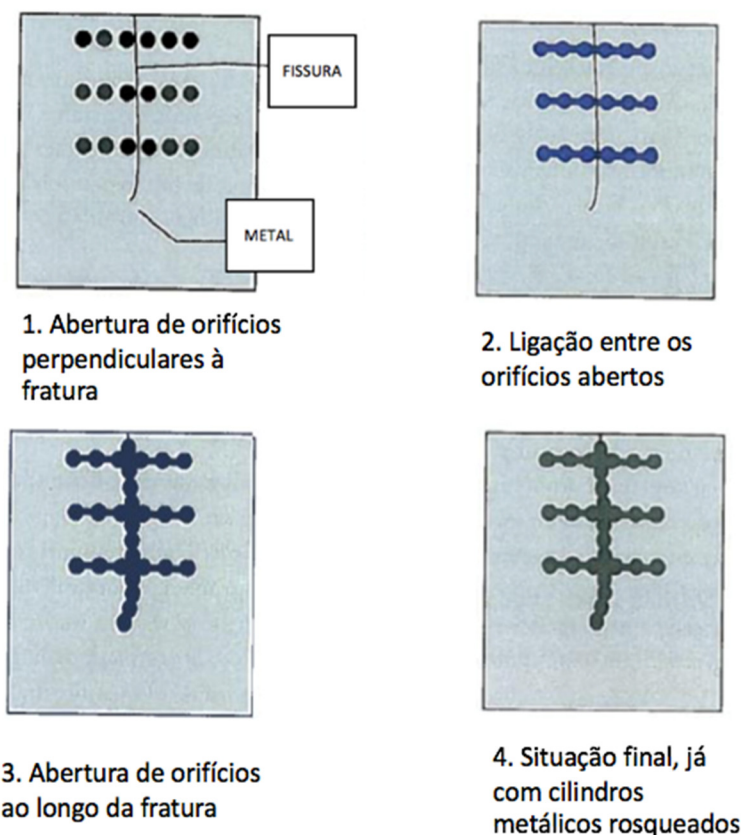 FISSURA
METAL
1. Abertura de orifícios
perpendiculares à
fratura
2. Ligação entre os
orifícios abertos
3. Abertura de orifícios
ao longo da fratura
4. Situação final, já
com cilindros
metálicos rosqueados